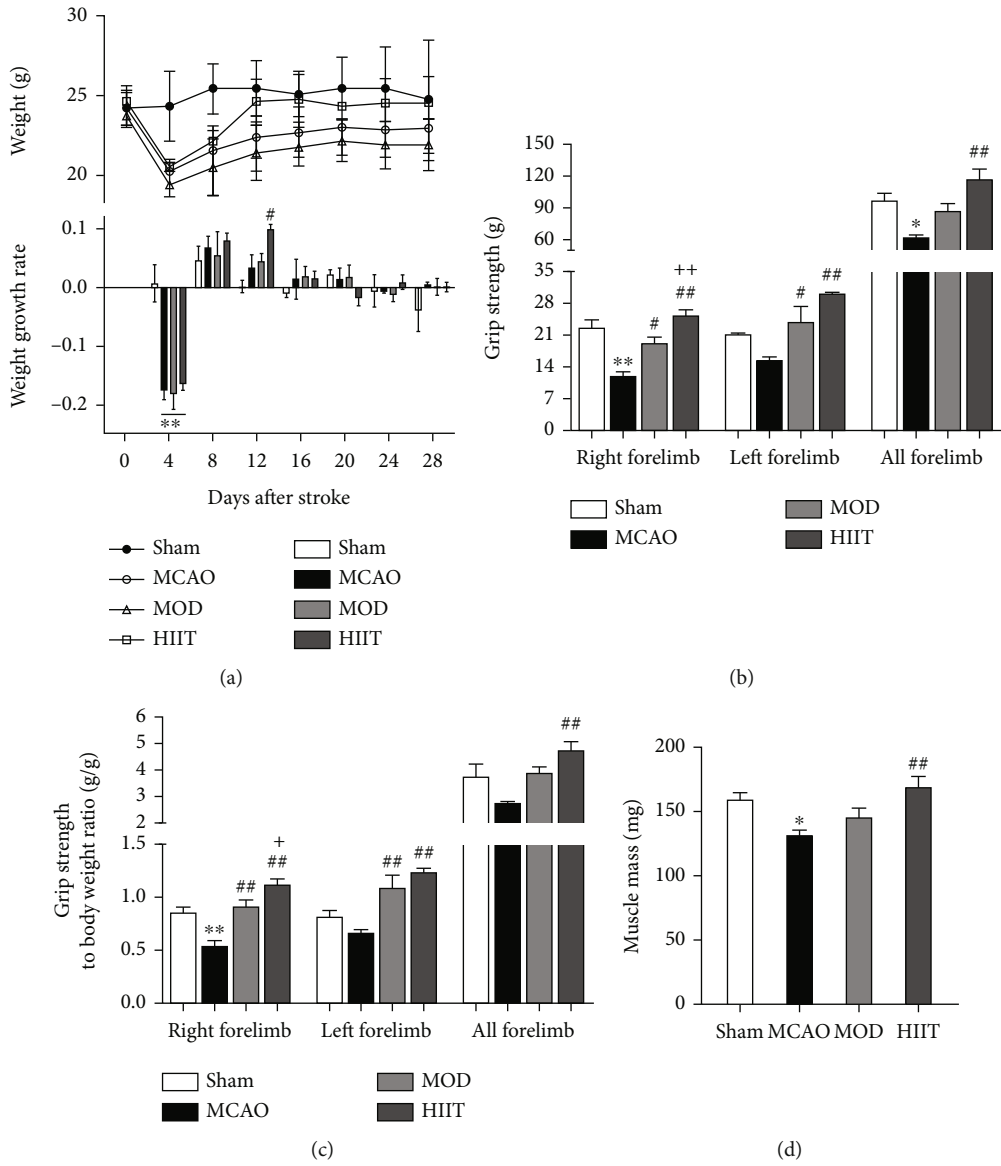 30
25
20
Weight (g)
0.1
0.0
−0.1
−0.2
Weight growth rate
#
**
0 4 8 12 16 20 24 28
Days after stroke
Sham Sham
MCAO MCAO
MOD MOD
HIIT HIIT
(a)
150
120
90
60
35
28
21
14
7
0
Grip strength (g)
**
#
++
##
#
##
*
##
Right forelimb Left forelimb All forelimb
Sham MOD
MCAO HIIT
(b)
6
5
4
3
2
1.5
1.0
0.5
0.0
Grip strength
to body weight ratio (g/g)
**
##
+
##
##
##
##
Right forelimb Left forelimb All forelimb
Sham MOD
MCAO HIIT
(c)
200
150
100
50
0
Muscle mass (mg)
*
##
Sham MCAO MOD HIIT
(d)